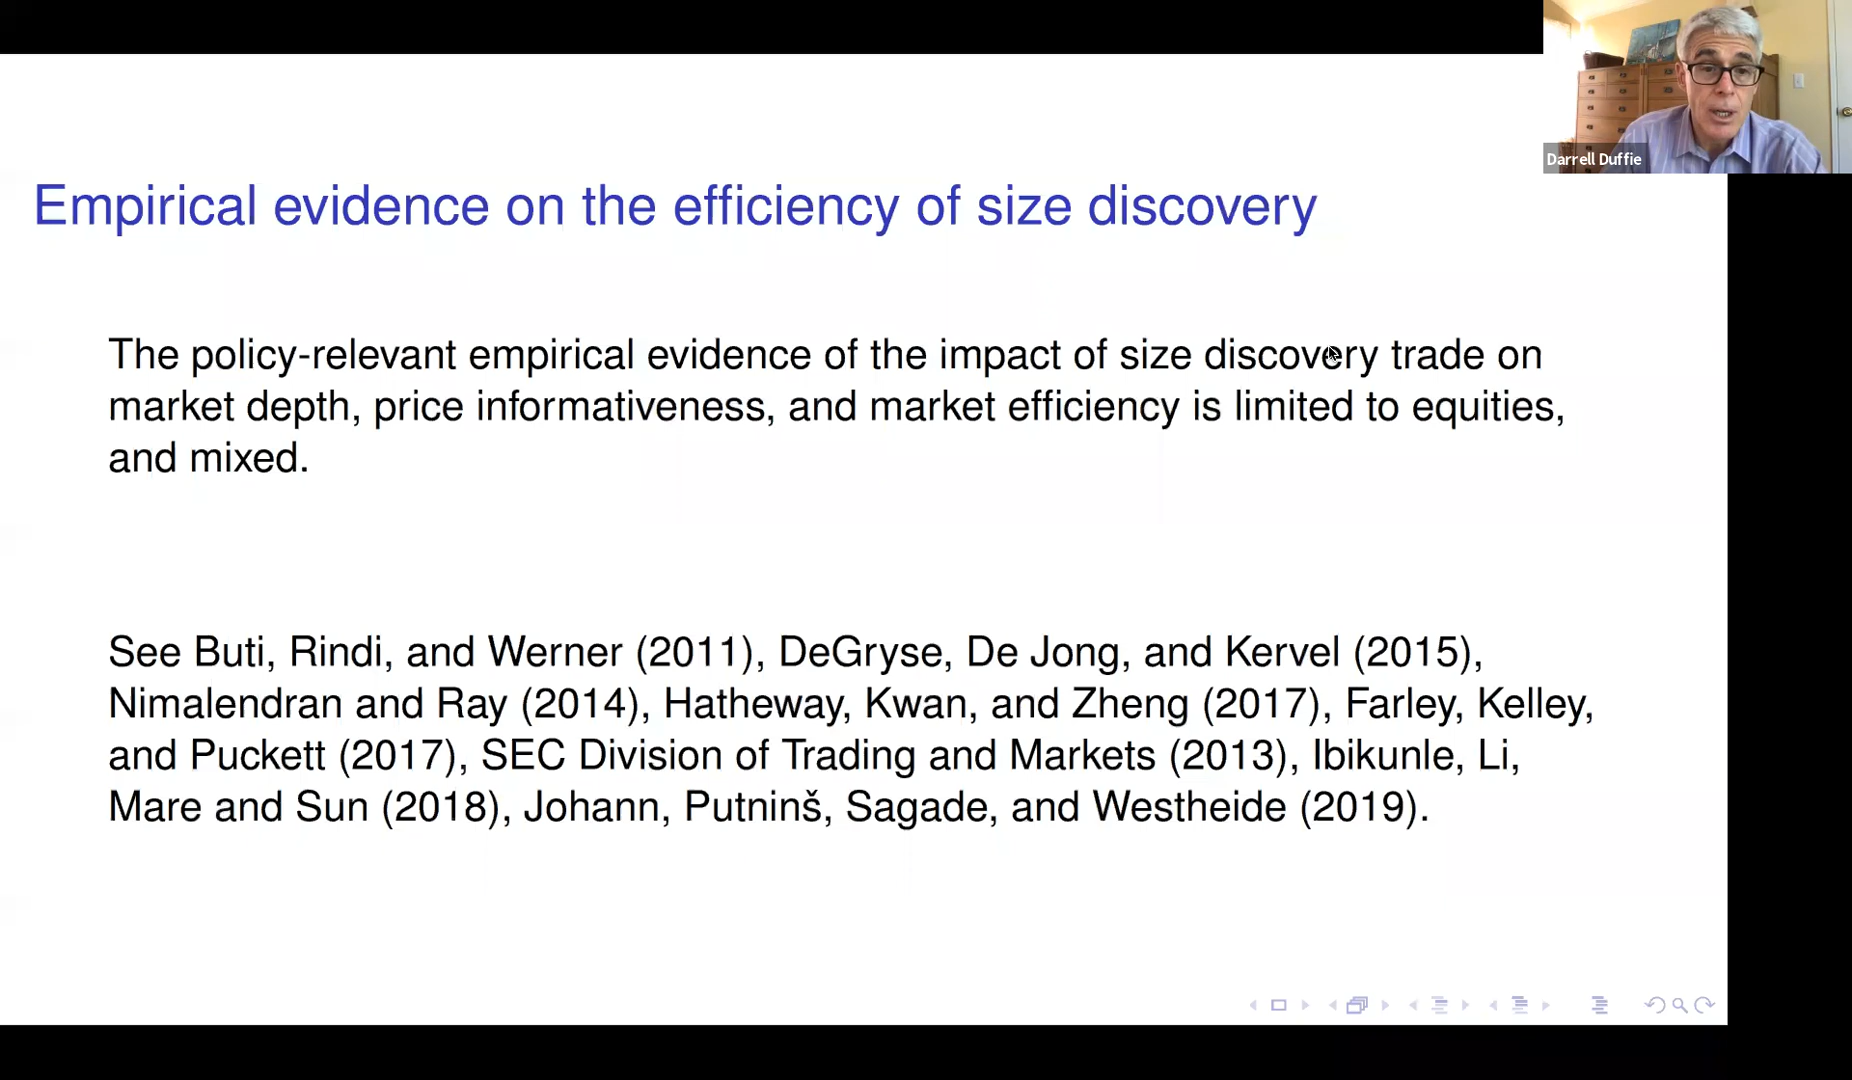 Darrell Duffie
Empirical evidence on the efficiency of size discovery
The policy-relevant empirical evidence of the impact of size discovery trade on
market depth, price informativeness, and market efficiency is limited to equities,
and mixed.
See Buti, Rindi, and Werner (2011), DeGryse, De Jong, and Kervel (2015),
Nimalendran and Ray (2014), Hatheway, Kwan, and Zheng (2017), Farley, Kelley,
and Puckett (2017), SEC Division of Trading and Markets (2013), Ibikunle, Li,
Mare and Sun (2018), Johann, Putninš, Sagade, and Westheide (2019).